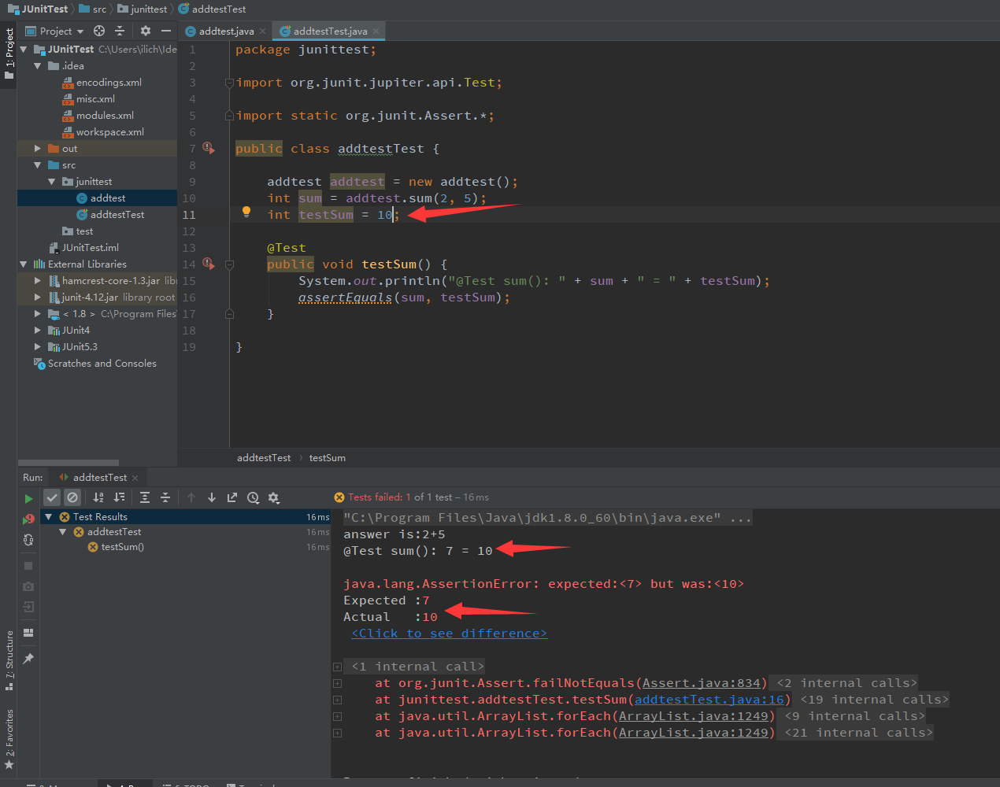 JUnitTest src junittest addtestTest
1: Project
Project
addtest.java addtestTest.java
JUnitTest C:\Users\ilich\Ide
.idea
encodings.xml
misc.xml
modules.xml
workspace.xml
out
src
junittest
addtest
addtestTest
test
JUnitTest.iml
External Libraries
hamcrest-core-1.3.jar lib
junit-4.12.jar library root
< 1.8 > C:\Program Files\
JUnit4
JUnit5.3
Scratches and Consoles
1 package junittest;
2
3 import org.junit.jupiter.api.Test;
4
5 import static org.junit.Assert.*;
6
7 public class addtestTest {
8
9 addtest addtest = new addtest();
10 int sum = addtest.sum(2, 5);
11 int testSum = 10;
12
13 @Test
14 public void testSum() {
15 System.out.println("@Test sum(): " + sum + " = " + testSum);
16 assertEquals(sum, testSum);
17 }
18
19 }
addtestTest testSum
Run: addtestTest
Tests failed: 1 of 1 test – 16 ms
Test Results 16 ms
addtestTest 16 ms
testSum() 16 ms
"C:\Program Files\Java\jdk1.8.0_60\bin\java.exe" ...
answer is:2+5
@Test sum(): 7 = 10
java.lang.AssertionError: expected:<7> but was:<10>
Expected :7
Actual :10
<Click to see difference>
<1 internal call>
at org.junit.Assert.failNotEquals(Assert.java:834) <2 internal calls>
at junittest.addtestTest.testSum(addtestTest.java:16) <19 internal calls>
at java.util.ArrayList.forEach(ArrayList.java:1249) <9 internal calls>
at java.util.ArrayList.forEach(ArrayList.java:1249) <21 internal calls>
7: Structure
2: Favorites